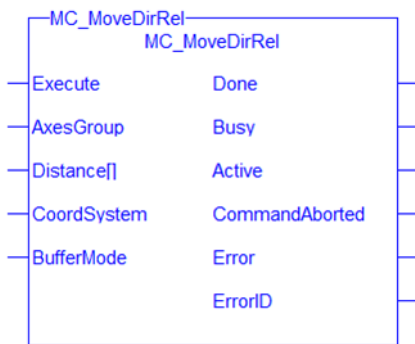 MC_MoveDirRel
MC_MoveDirRel
Execute Done
AxesGroup Busy
Distance[] Active
CoordSystem CommandAborted
BufferMode Error
ErrorID